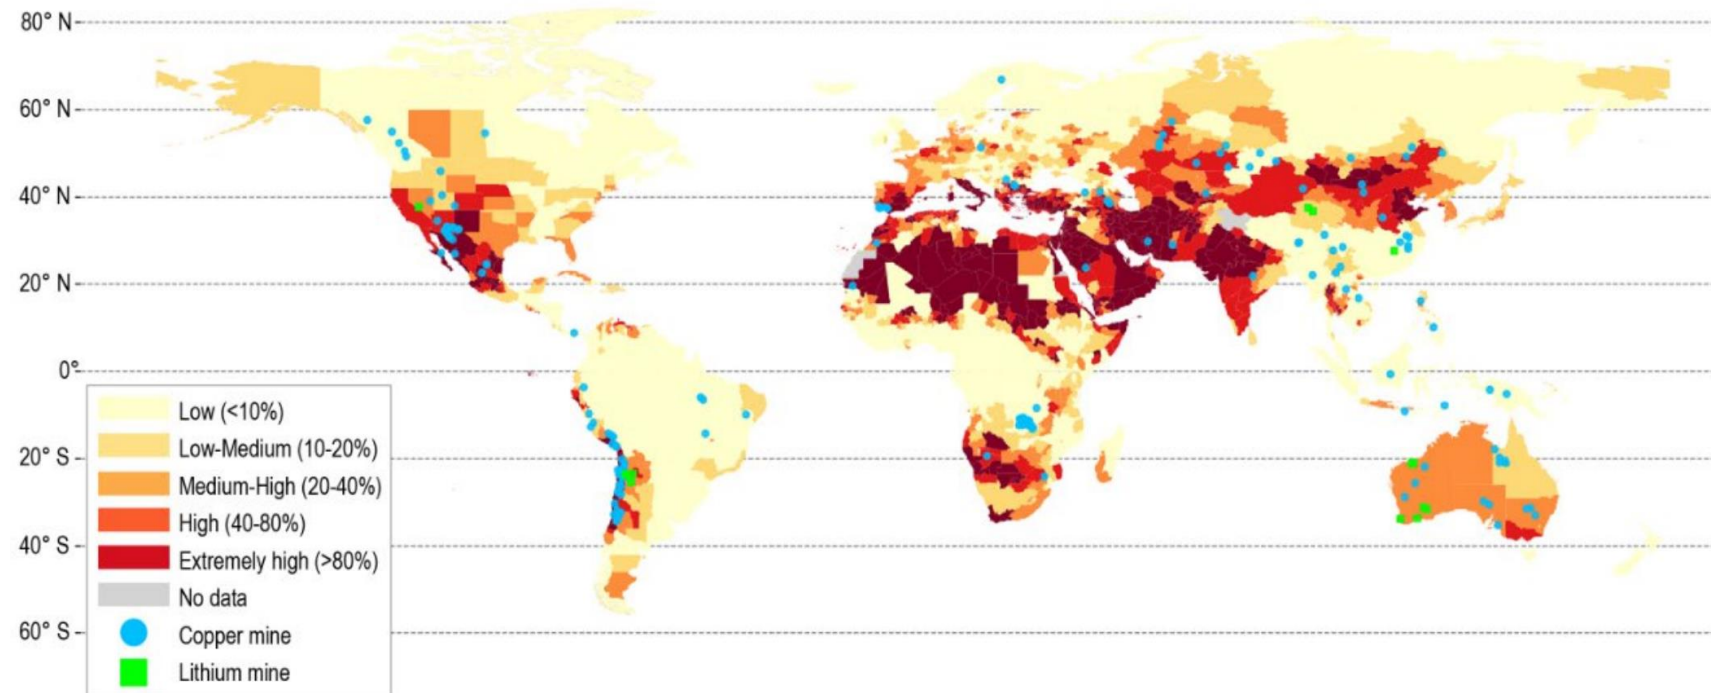 80° N
60° N
40° N
20° N
0°
20° S
40° S
60° S
Low (<10%)
Low-Medium (10-20%)
Medium-High (20-40%)
High (40-80%)
Extremely high (>80%)
No data
Copper mine
Lithium mine